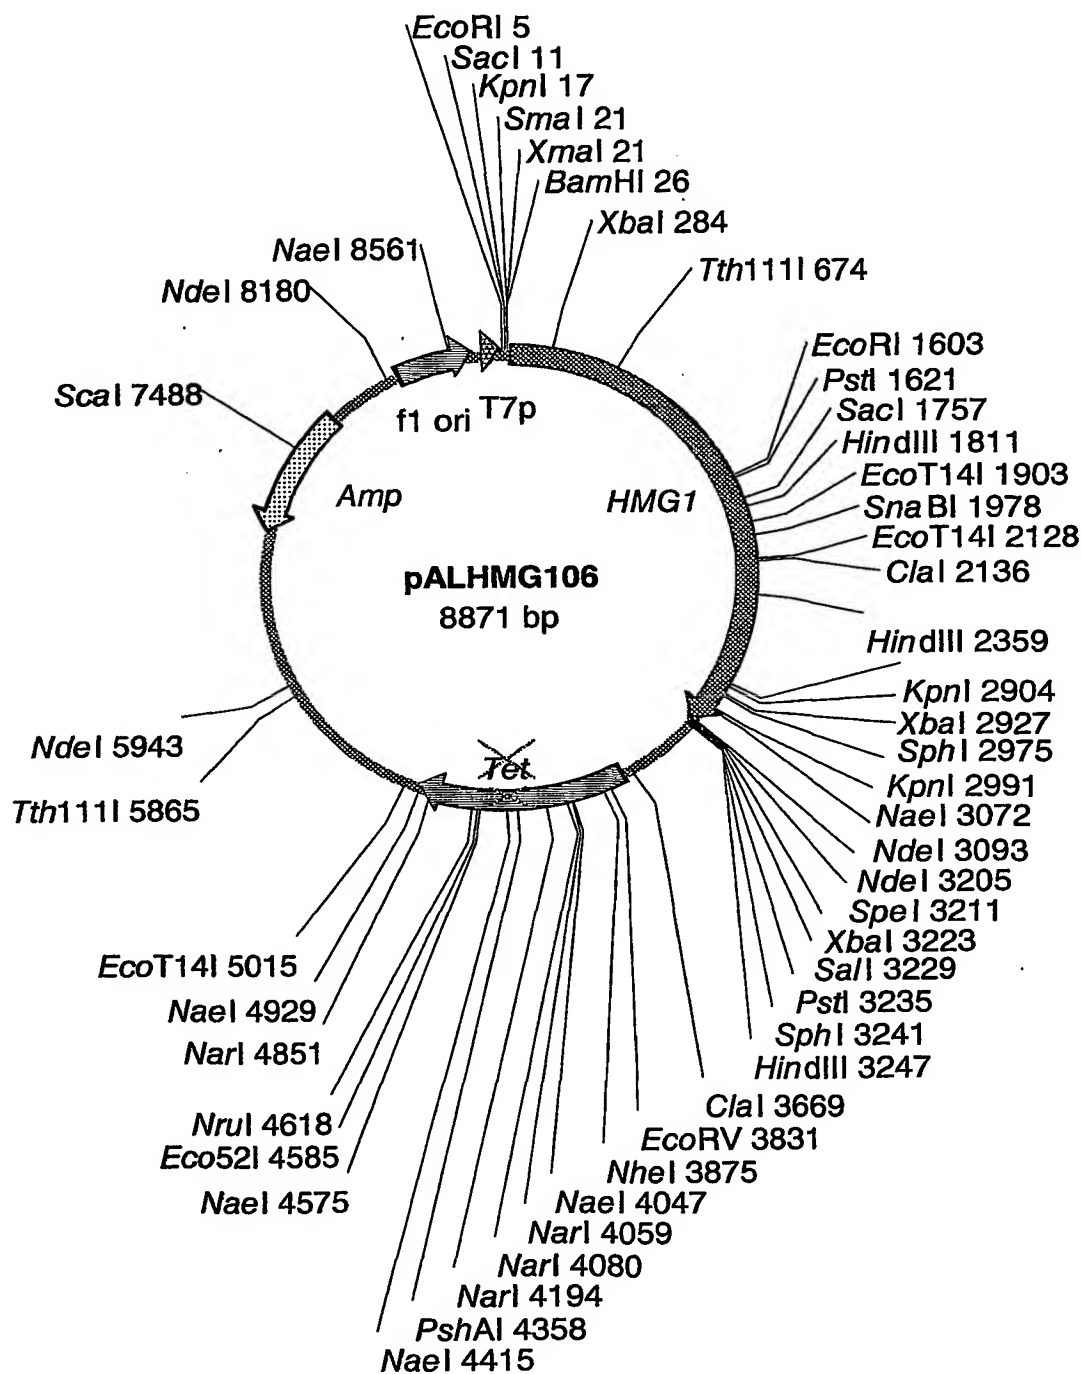 EcoRI 5
SacI 11
KpnI 17
SmaI 21
XmaI 21
BamHI 26
XbaI 284
Tth111I 674
EcoRI 1603
PstI 1621
SacI 1757
HindIII 1811
EcoT14I 1903
SnaBI 1978
EcoT14I 2128
ClaI 2136
HindIII 2359
KpnI 2904
XbaI 2927
SphI 2975
KpnI 2991
NaeI 3072
NdeI 3093
NdeI 3205
SpeI 3211
XbaI 3223
SalI 3229
PstI 3235
SphI 3241
HindIII 3247
ClaI 3669
EcoRV 3831
NheI 3875
NaeI 4047
NarI 4059
NarI 4080
NarI 4194
PshAI 4358
NaeI 4415
NaeI 4575
Eco52I 4585
NruI 4618
NarI 4851
NaeI 4929
EcoT14I 5015
Tth111I 5865
NdeI 5943
ScaI 7488
NdeI 8180
NaeI 8561
f1 ori
T7p
Amp
HMG1
pALHMG106
8871 bp
Tet